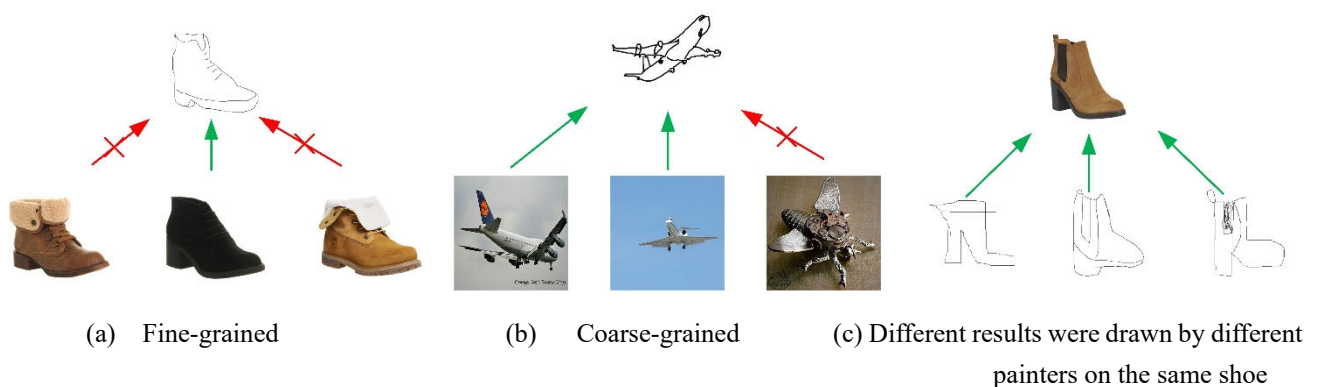 (a) Fine-grained
(b) Coarse-grained
(c) Different results were drawn by different
painters on the same shoe